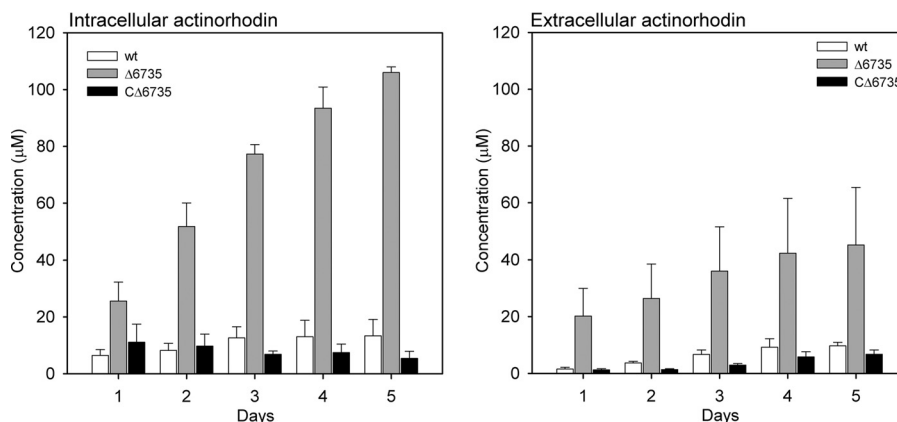 Intracellular actinorhodin
120
100
80
60
40
20
0
Concentration (μM)
wt
Δ6735
CΔ6735
1 2 3 4 5
Days
Extracellular actinorhodin
120
100
80
60
40
20
0
Concentration (μM)
wt
Δ6735
CΔ6735
1 2 3 4 5
Days